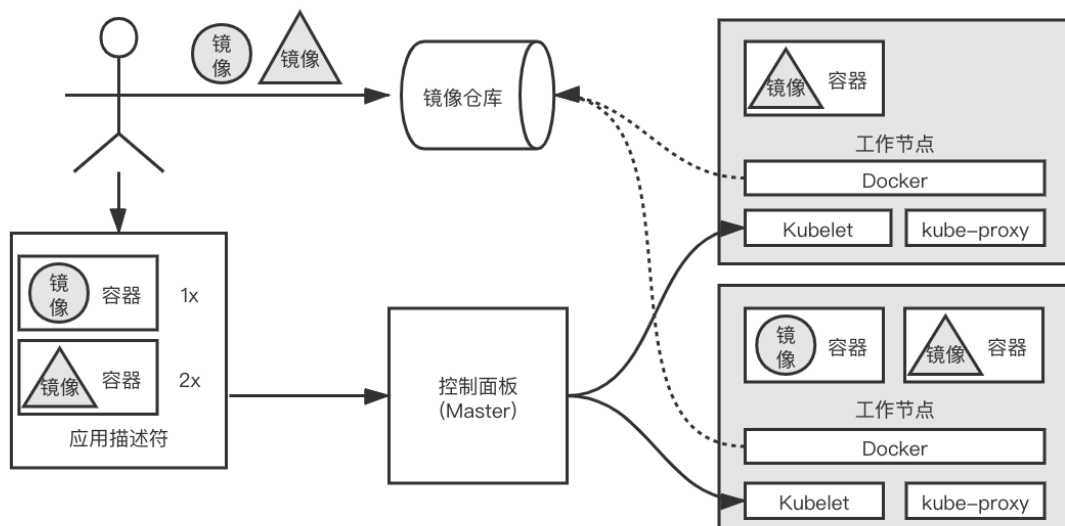 镜
像
镜像
镜像仓库
镜像
容器
工作节点
Docker
Kubelet
kube-proxy
镜
像
容器
1x
镜像
容器
2x
应用描述符
控制面板
(Master)
镜
像
容器
镜像
容器
工作节点
Docker
Kubelet
kube-proxy